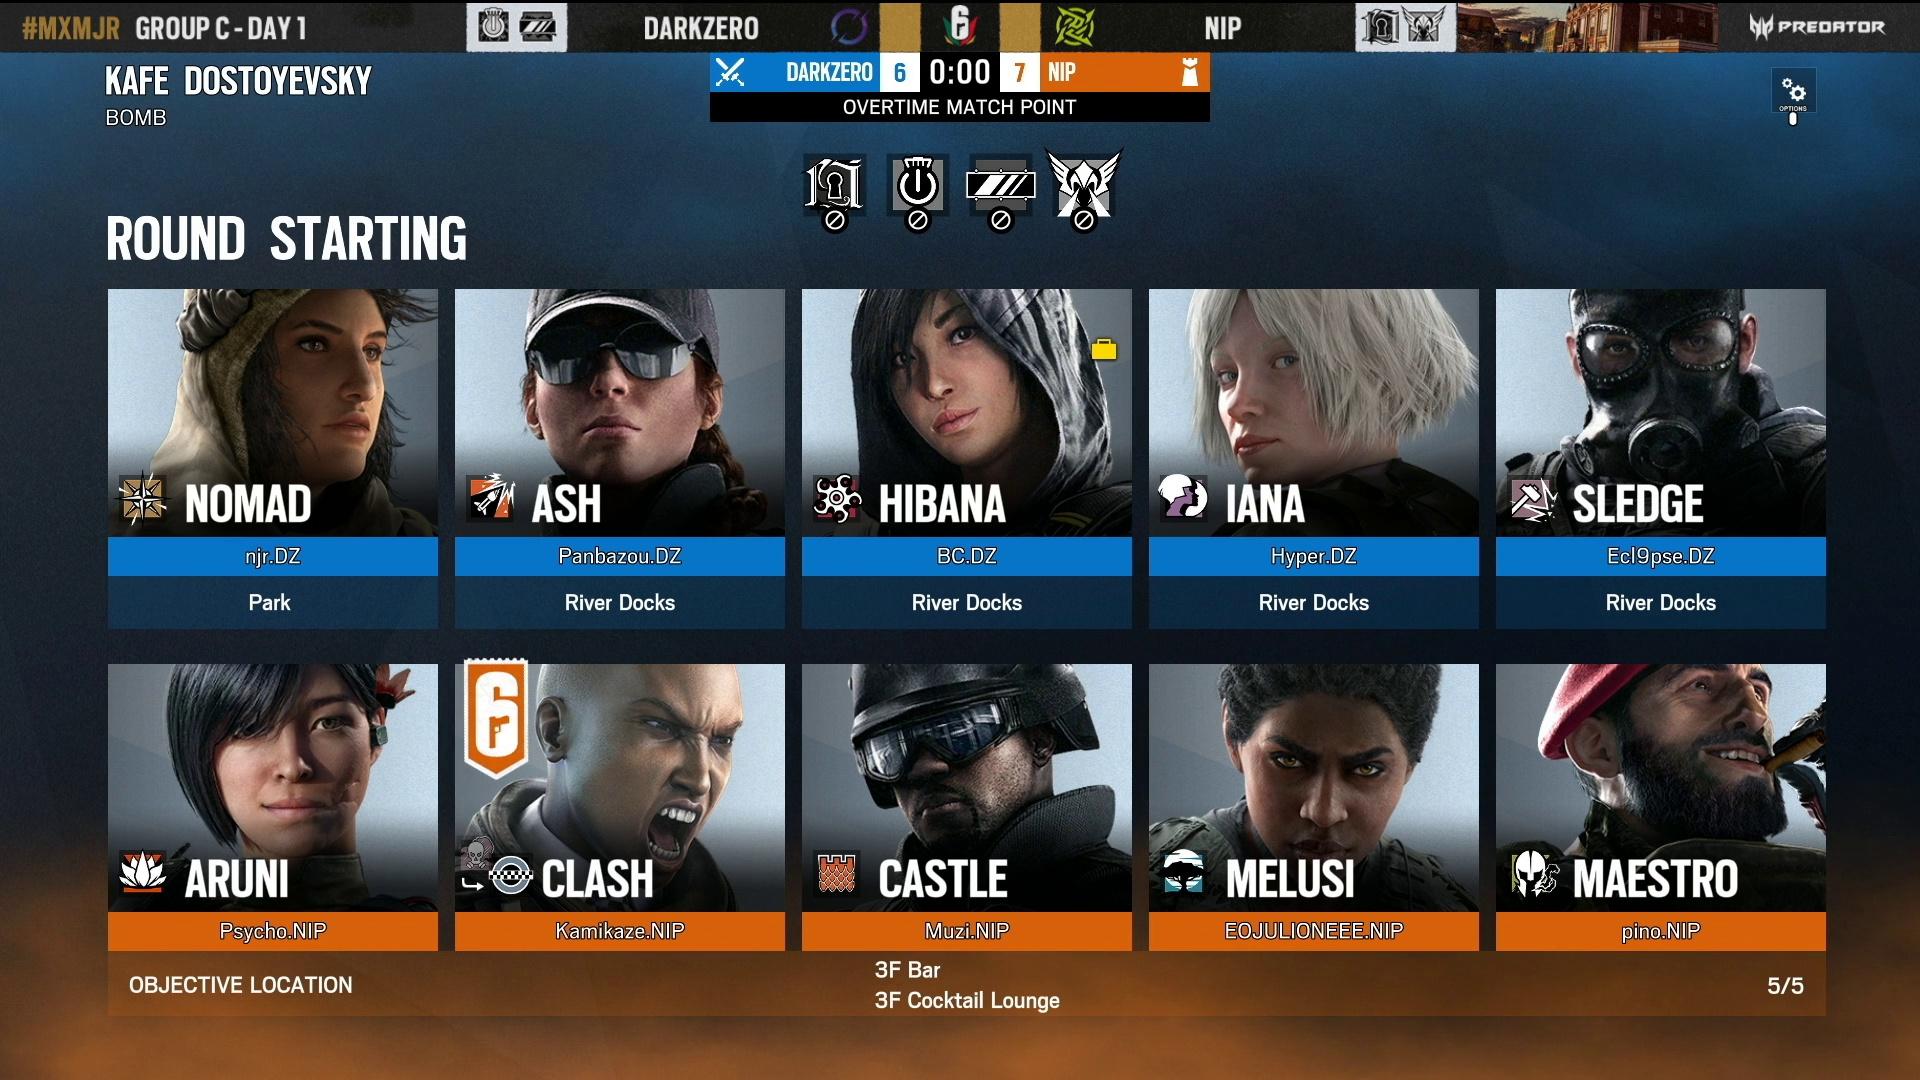 #MXMJR GROUP C - DAY 1
DARKZERO
6
NIP
PREDATOR
KAFE DOSTOYEVSKY
BOMB
DARKZERO 6 0:00 7 NIP
OVERTIME MATCH POINT
OPTIONS
ROUND STARTING
NOMAD
ASH
HIBANA
IANA
SLEDGE
njr.DZ
Panbazou.DZ
BC.DZ
Hyper.DZ
Ecl9pse.DZ
Park
River Docks
River Docks
River Docks
River Docks
6
ARUNI
CLASH
CASTLE
MELUSI
MAESTRO
Psycho.NIP
Kamikaze.NIP
Muzi.NIP
EOJULIONEEE.NIP
pino.NIP
OBJECTIVE LOCATION
3F Bar
3F Cocktail Lounge
5/5